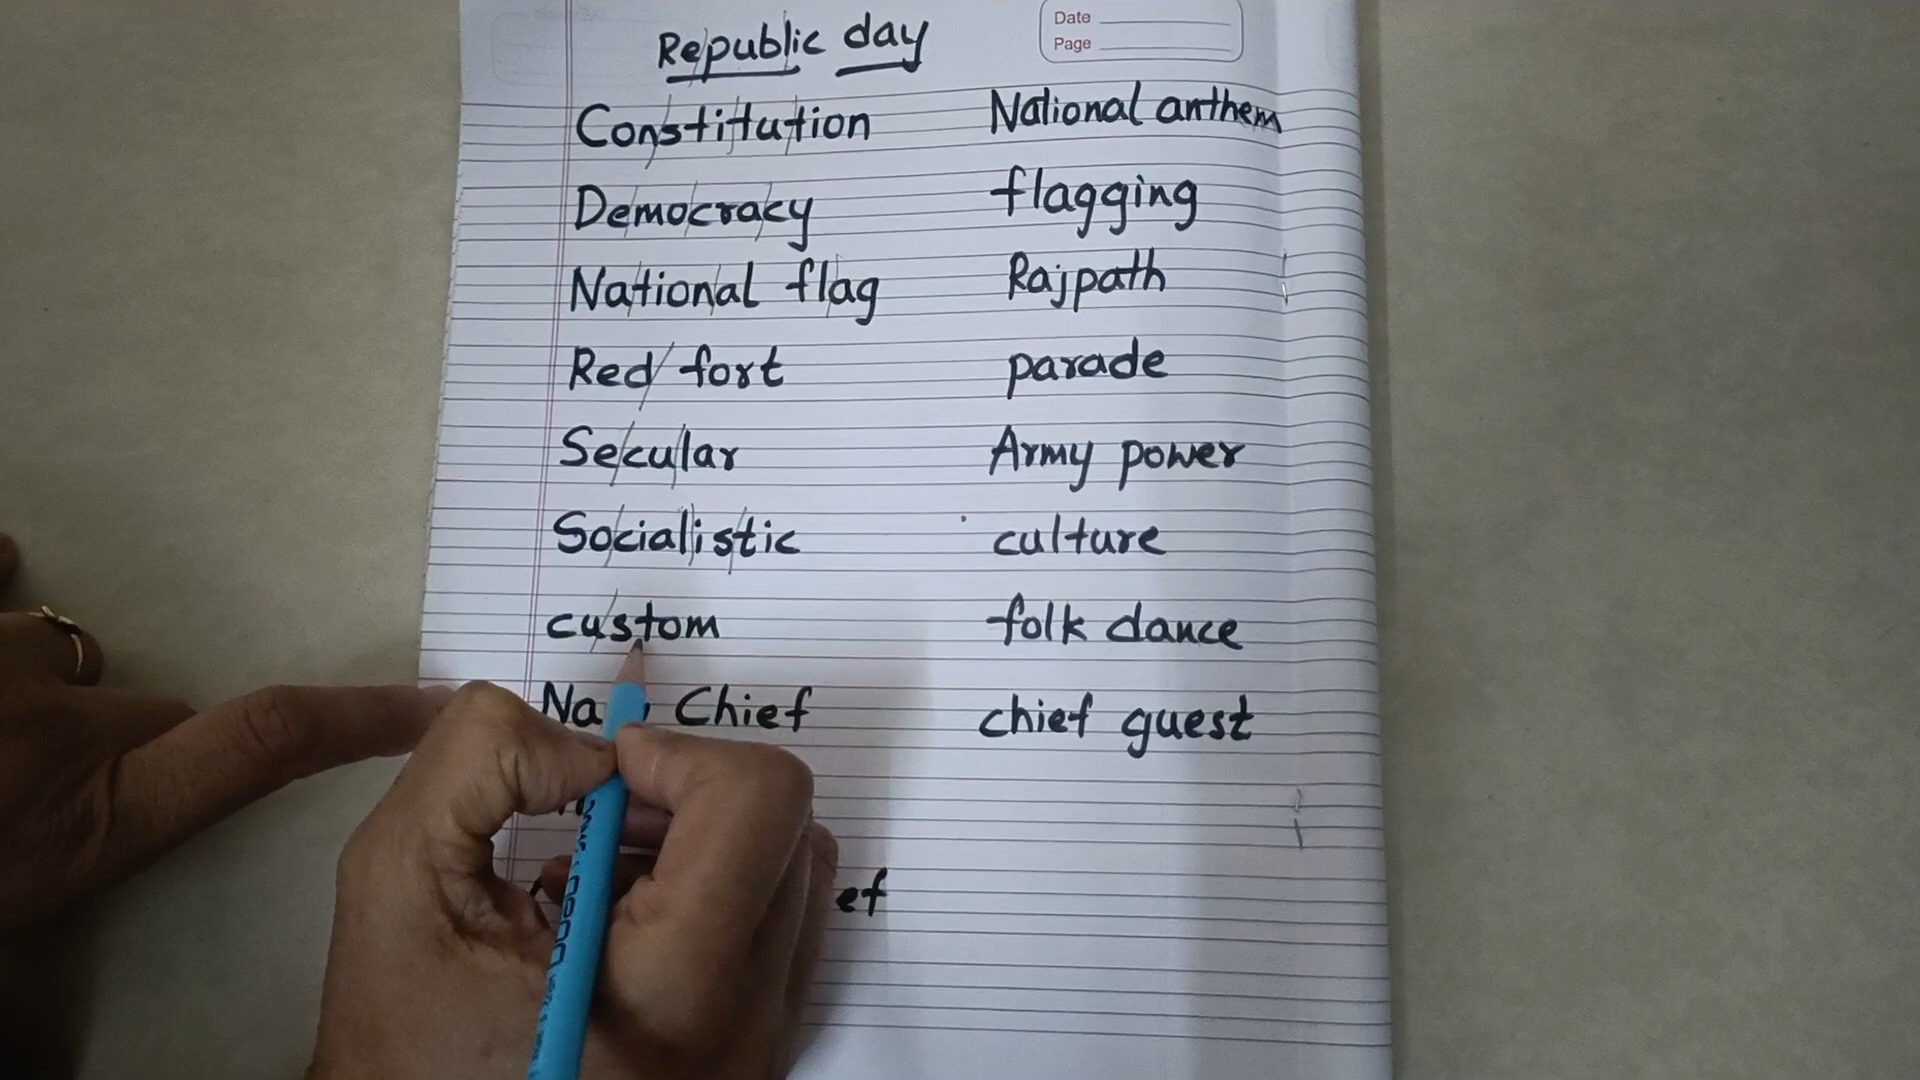 Date
Page
Republic day
Constitution
Democracy
National flag
Red fort
Secular
Socialistic
custom
Chief
National anthem
flagging
Rajpath
parade
Army power
culture
folk dance
chief guest